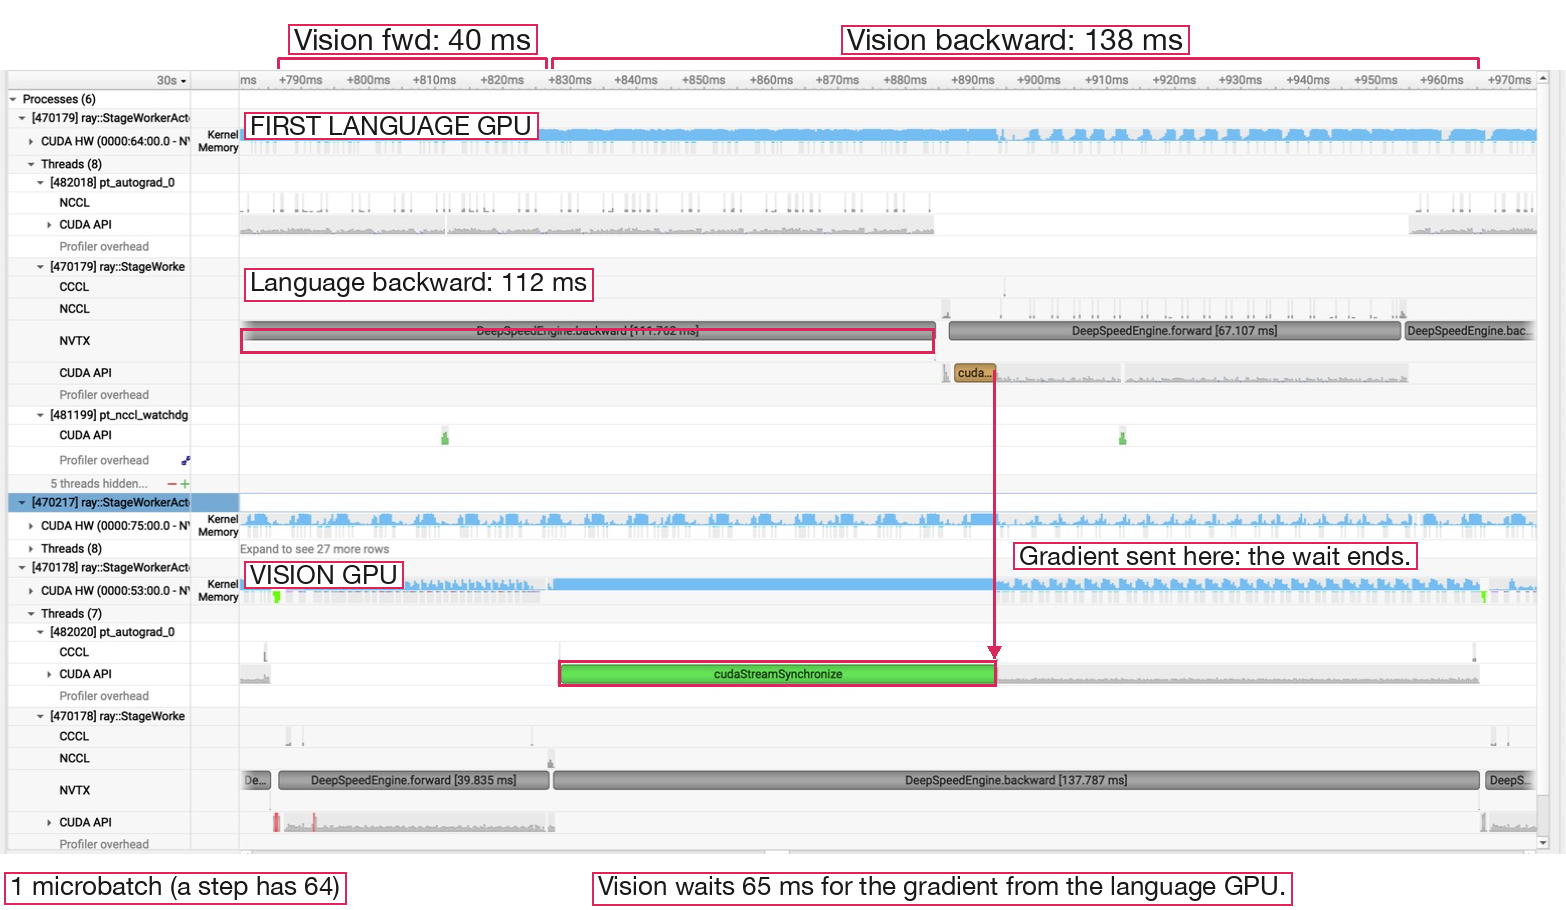 Vision fwd: 40 ms
Vision backward: 138 ms
30s
ms +790ms +800ms +810ms +820ms +830ms +840ms +850ms +860ms +870ms +880ms +890ms +900ms +910ms +920ms +930ms +940ms +950ms +960ms +970ms
Processes (6)
[470179] ray::StageWorkerAct
FIRST LANGUAGE GPU
CUDA HW (0000:64:00.0 - N
Kernel
Memory
Threads (8)
[482018] pt_autograd_0
NCCL
CUDA API
Profiler overhead
[470179] ray::StageWorke
Language backward: 112 ms
CCCL
NCCL
NVTX
DeepSpeedEngine.backward [111.762 ms]
DeepSpeedEngine.forward [67.107 ms]
DeepSpeedEngine.bac...
CUDA API
cuda...
Profiler overhead
[481199] pt_nccl_watchdg
CUDA API
Profiler overhead
5 threads hidden...
[470217] ray::StageWorkerAct
CUDA HW (0000:75:00.0 - N
Kernel
Memory
Threads (8)
Expand to see 27 more rows
Gradient sent here: the wait ends.
[470178] ray::StageWorkerAct
VISION GPU
CUDA HW (0000:53:00.0 - N
Kernel
Memory
Threads (7)
[482020] pt_autograd_0
CCCL
CUDA API
cudaStreamSynchronize
Profiler overhead
[470178] ray::StageWorke
CCCL
NCCL
NVTX
De...
DeepSpeedEngine.forward [39.835 ms]
DeepSpeedEngine.backward [137.787 ms]
DeepS...
CUDA API
Profiler overhead
1 microbatch (a step has 64)
Vision waits 65 ms for the gradient from the language GPU.